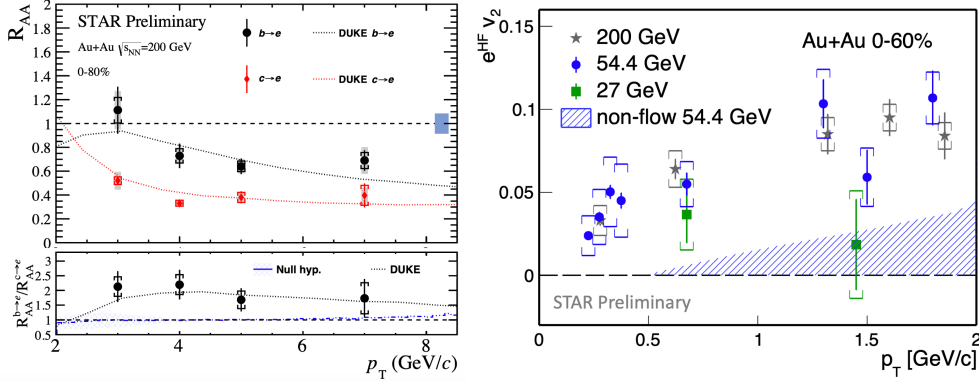 R_AA
2
1.8
1.6
1.4
1.2
1
0.8
0.6
0.4
0.2
0
STAR Preliminary
Au+Au √s_NN=200 GeV
0-80%
b→e
DUKE b→e
c→e
DUKE c→e
R_AA^b→e/R_AA^c→e
3
2.5
2
1.5
1
0.5
Null hyp.
DUKE
2
4
6
8
p_T (GeV/c)
e^HF v_2
0.15
0.1
0.05
0
200 GeV
54.4 GeV
27 GeV
non-flow 54.4 GeV
Au+Au 0-60%
STAR Preliminary
0
0.5
1
1.5
2
p_T [GeV/c]